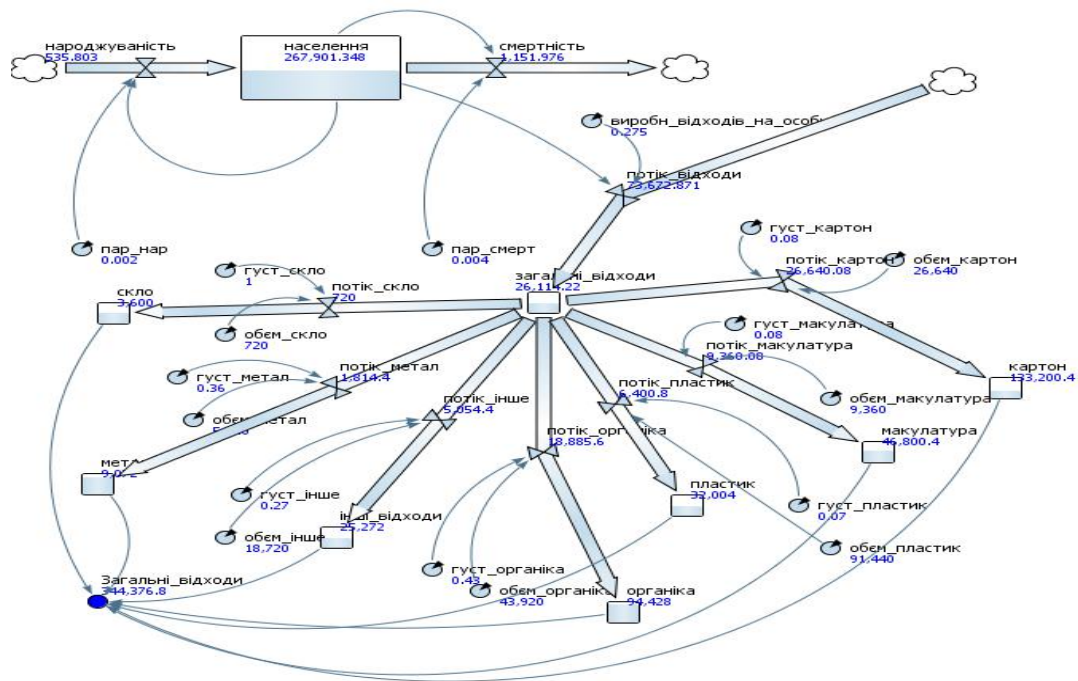 народжуваність
535.803
населення
267,901.348
смертність
1,151.976
виробн_відходів_на_особу
0.275
потік_відходи
73,672.871
пар_нар
0.002
пар_смерт
0.004
густ_картон
0.08
потік_картон
26,640.08
обєм_картон
26,640
густ_скло
1
загальні_відходи
26,114.22
скло
3,600
потік_скло
720
обєм_скло
720
густ_макулатура
0.08
потік_макулатура
9,360.08
потік_метал
1,814.4
густ_метал
0.36
потік_інше
5,054.4
потік_пластик
6,400.8
картон
133,200.4
обєм_макулатура
9,360
обєм_метал
потік_органіка
18,885.6
макулатура
46,800.4
метал
9,072
густ_інше
0.27
пластик
32,004
густ_пластик
0.07
інші_відходи
25,272
обєм_інше
18,720
обєм_пластик
91,440
густ_органіка
0.43
Загальні_відходи
344,376.8
обєм_органіка
43,920
органіка
94,428